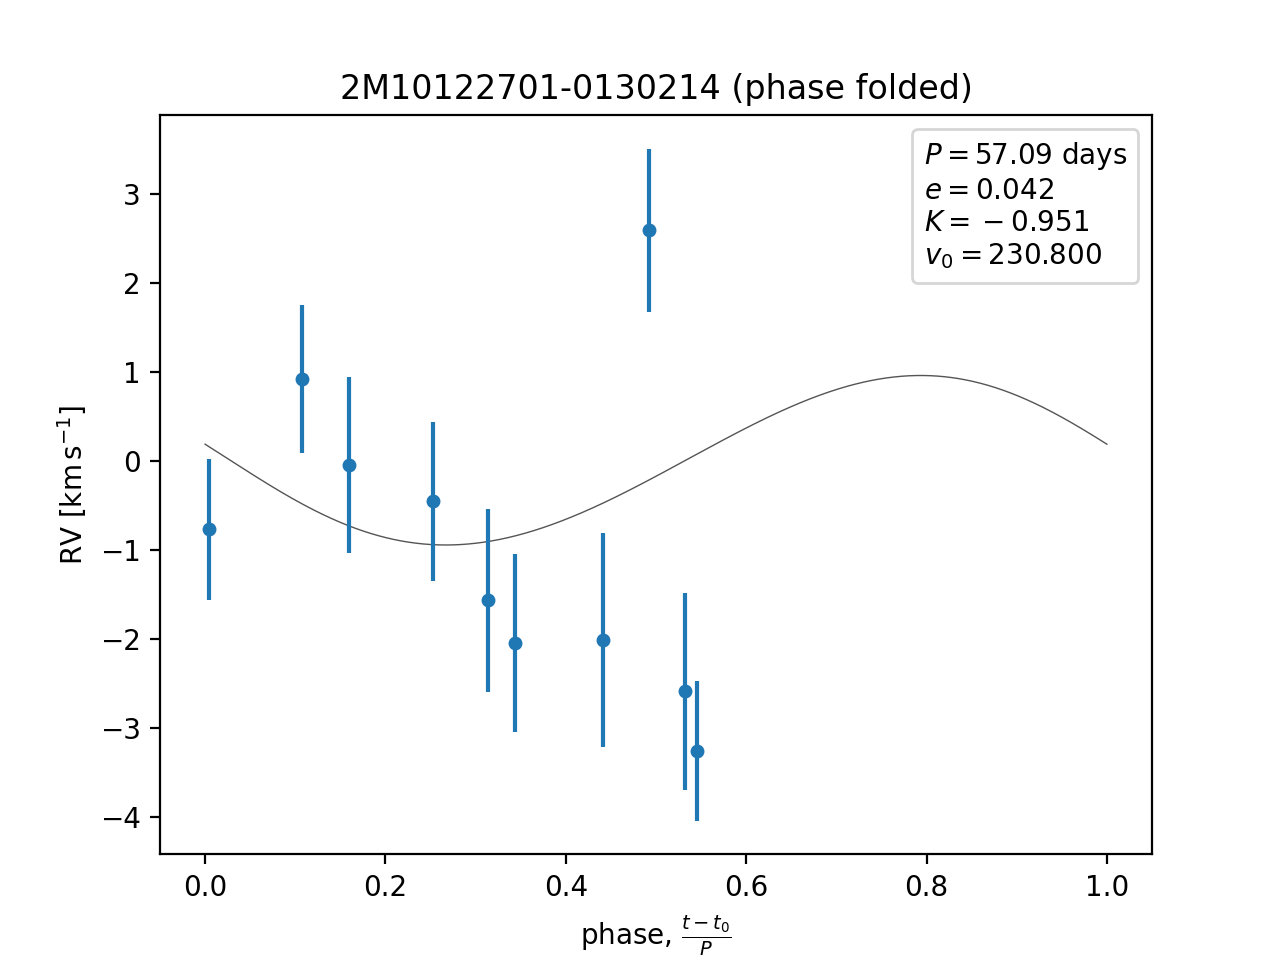 2M10122701-0130214 (phase folded)
P = 57.09 days
e = 0.042
K = −0.951
v₀ = 230.800
RV [km s⁻¹]
3
2
1
0
−1
−2
−3
−4
0.0 0.2 0.4 0.6 0.8 1.0
phase, (t − t₀)/P